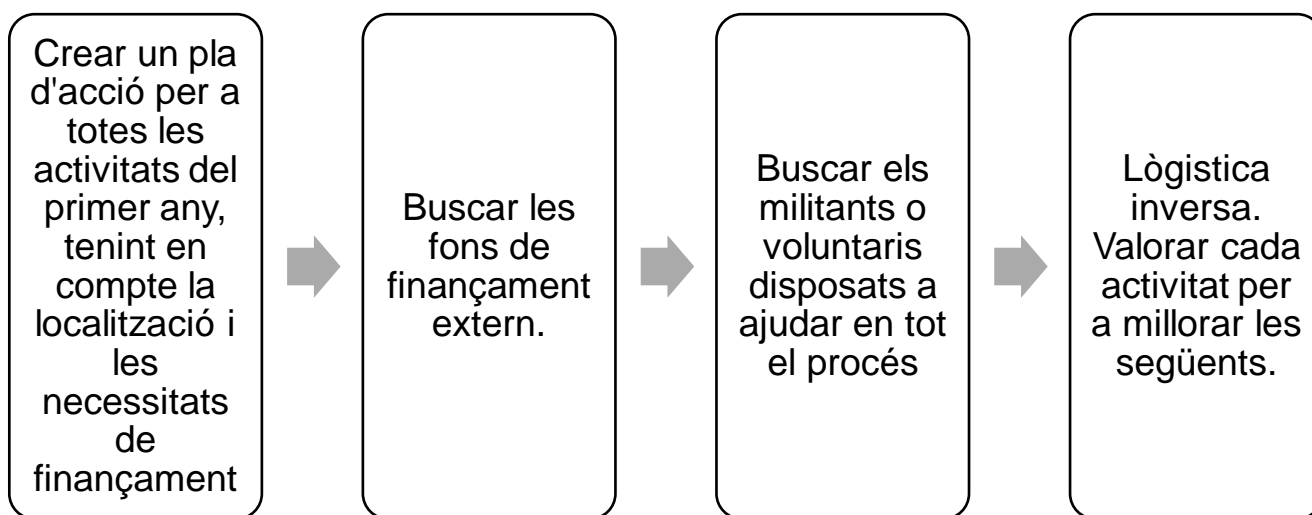 Crear un pla
d'acció per a
totes les
activitats del
primer any,
tenint en
compte la
localització i
les
necessitats
de
finançament
Buscar les
fons de
finançament
extern.
Buscar els
militants o
voluntaris
disposats a
ajudar en tot
el procés
Lògistica
inversa.
Valorar cada
activitat per
a millorar les
següents.